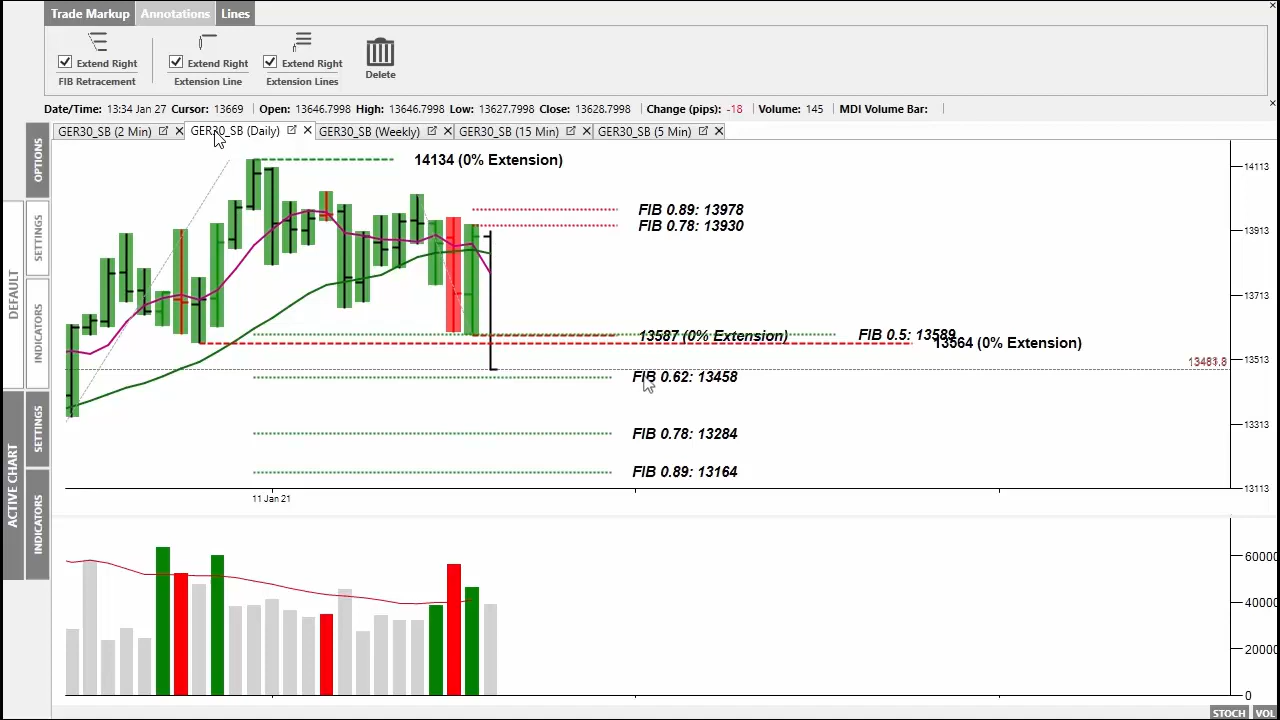 Trade Markup Annotations Lines
Extend Right Extend Right Extend Right
FIB Retracement Extension Line Extension Lines Delete
Date/Time: 13:34 Jan 27 Cursor: 13669 Open: 13646.7998 High: 13646.7998 Low: 13627.7998 Close: 13628.7998 Change (pips): -18 Volume: 145 MDI Volume Bar:
GER30_SB (2 Min) GER30_SB (Daily) GER30_SB (Weekly) GER30_SB (15 Min) GER30_SB (5 Min)
OPTIONS
DEFAULT
SETTINGS
INDICATORS
ACTIVE CHART
SETTINGS
INDICATORS
14134 (0% Extension)
FIB 0.89: 13978
FIB 0.78: 13930
13587 (0% Extension)
FIB 0.5: 13589
13564 (0% Extension)
FIB 0.62: 13458
FIB 0.78: 13284
FIB 0.89: 13164
14113
13913
13713
13513
13313
13113
11 Jan 21
60000
40000
20000
0
STOCH VOL